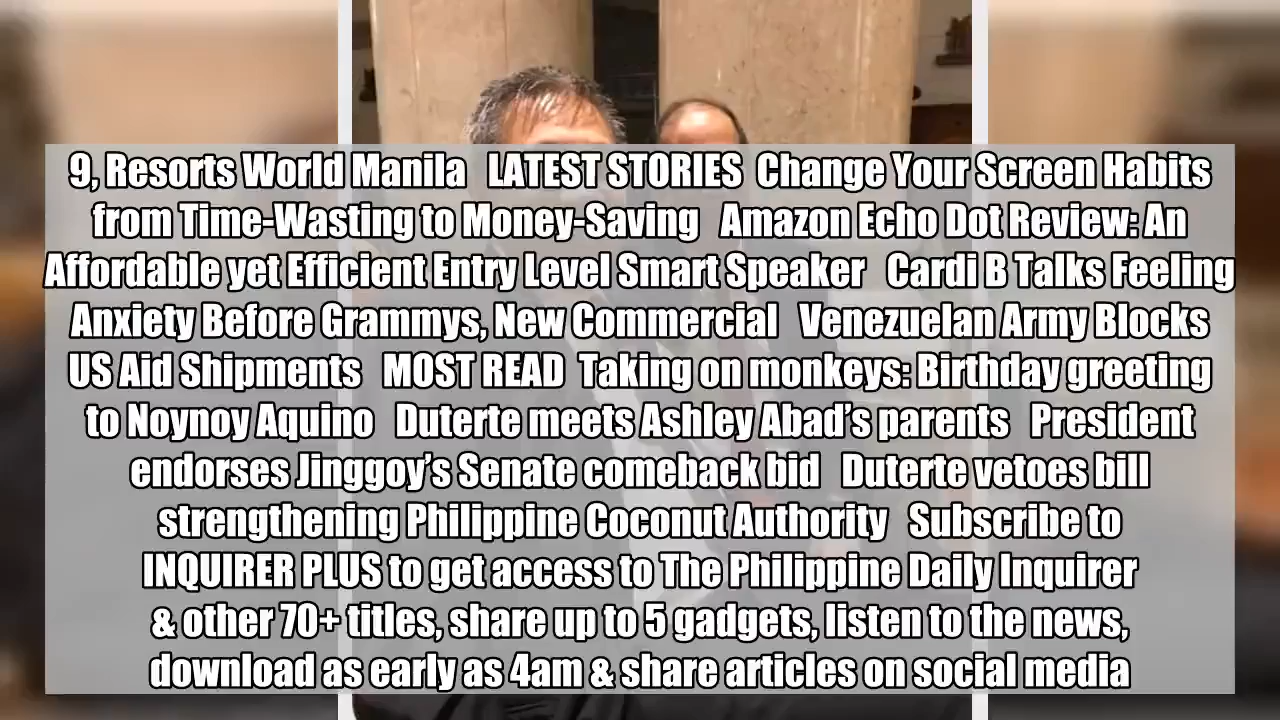 9, Resorts World Manila LATEST STORIES Change Your Screen Habits
from Time-Wasting to Money-Saving Amazon Echo Dot Review: An
Affordable yet Efficient Entry Level Smart Speaker Cardi B Talks Feeling
Anxiety Before Grammys, New Commercial Venezuelan Army Blocks
US Aid Shipments MOST READ Taking on monkeys: Birthday greeting
to Noynoy Aquino Duterte meets Ashley Abad’s parents President
endorses Jinggoy’s Senate comeback bid Duterte vetoes bill
strengthening Philippine Coconut Authority Subscribe to
INQUIRER PLUS to get access to The Philippine Daily Inquirer
& other 70+ titles, share up to 5 gadgets, listen to the news,
download as early as 4am & share articles on social media